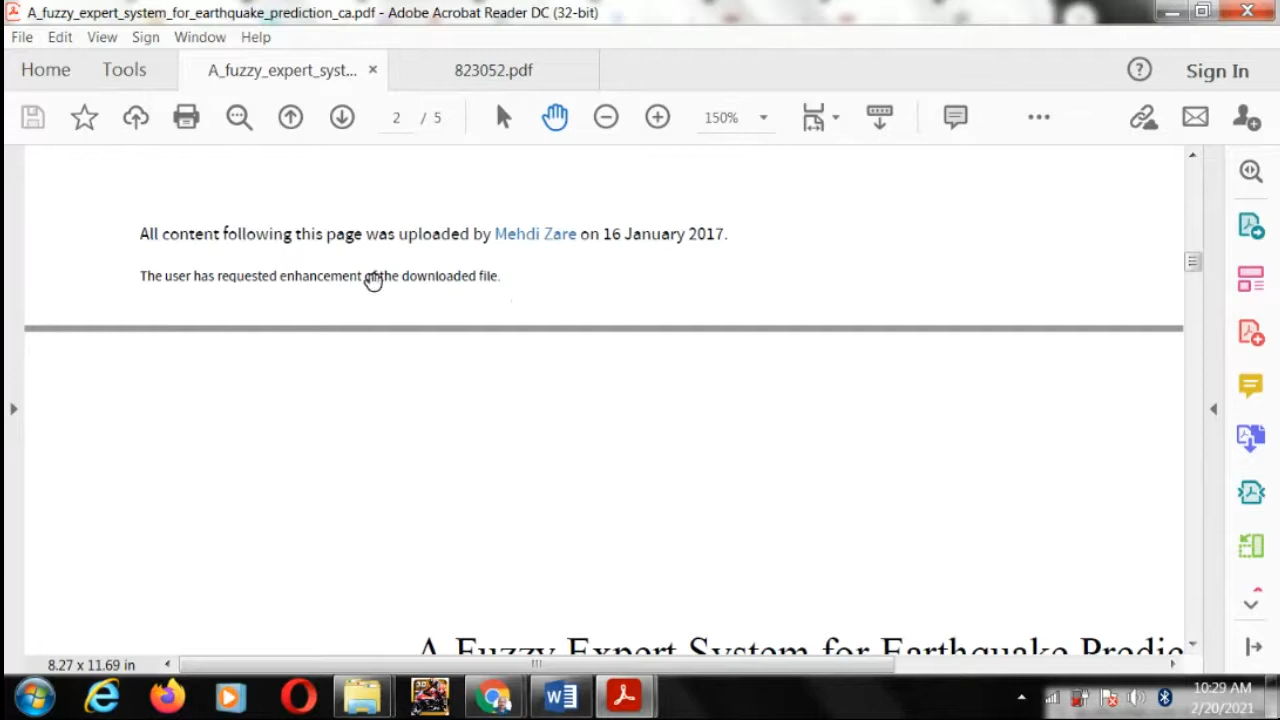 A_fuzzy_expert_system_for_earthquake_prediction_ca.pdf - Adobe Acrobat Reader DC (32-bit)
File Edit View Sign Window Help
Home Tools A_fuzzy_expert_syst... × 823052.pdf Sign In
2 / 5 150%
All content following this page was uploaded by Mehdi Zare on 16 January 2017.
The user has requested enhancement of the downloaded file.
A Fuzzy Expert System for Earthquake Predic
8.27 x 11.69 in
10:29 AM
2/20/2021